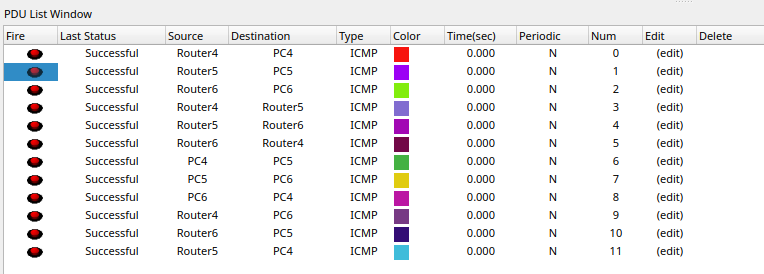 PDU List Window
Fire Last Status Source Destination Type Color Time(sec) Periodic Num Edit Delete
Successful Router4 PC4 ICMP 0.000 N 0 (edit)
Successful Router5 PC5 ICMP 0.000 N 1 (edit)
Successful Router6 PC6 ICMP 0.000 N 2 (edit)
Successful Router4 Router5 ICMP 0.000 N 3 (edit)
Successful Router5 Router6 ICMP 0.000 N 4 (edit)
Successful Router6 Router4 ICMP 0.000 N 5 (edit)
Successful PC4 PC5 ICMP 0.000 N 6 (edit)
Successful PC5 PC6 ICMP 0.000 N 7 (edit)
Successful PC6 PC4 ICMP 0.000 N 8 (edit)
Successful Router4 PC6 ICMP 0.000 N 9 (edit)
Successful Router6 PC5 ICMP 0.000 N 10 (edit)
Successful Router5 PC4 ICMP 0.000 N 11 (edit)